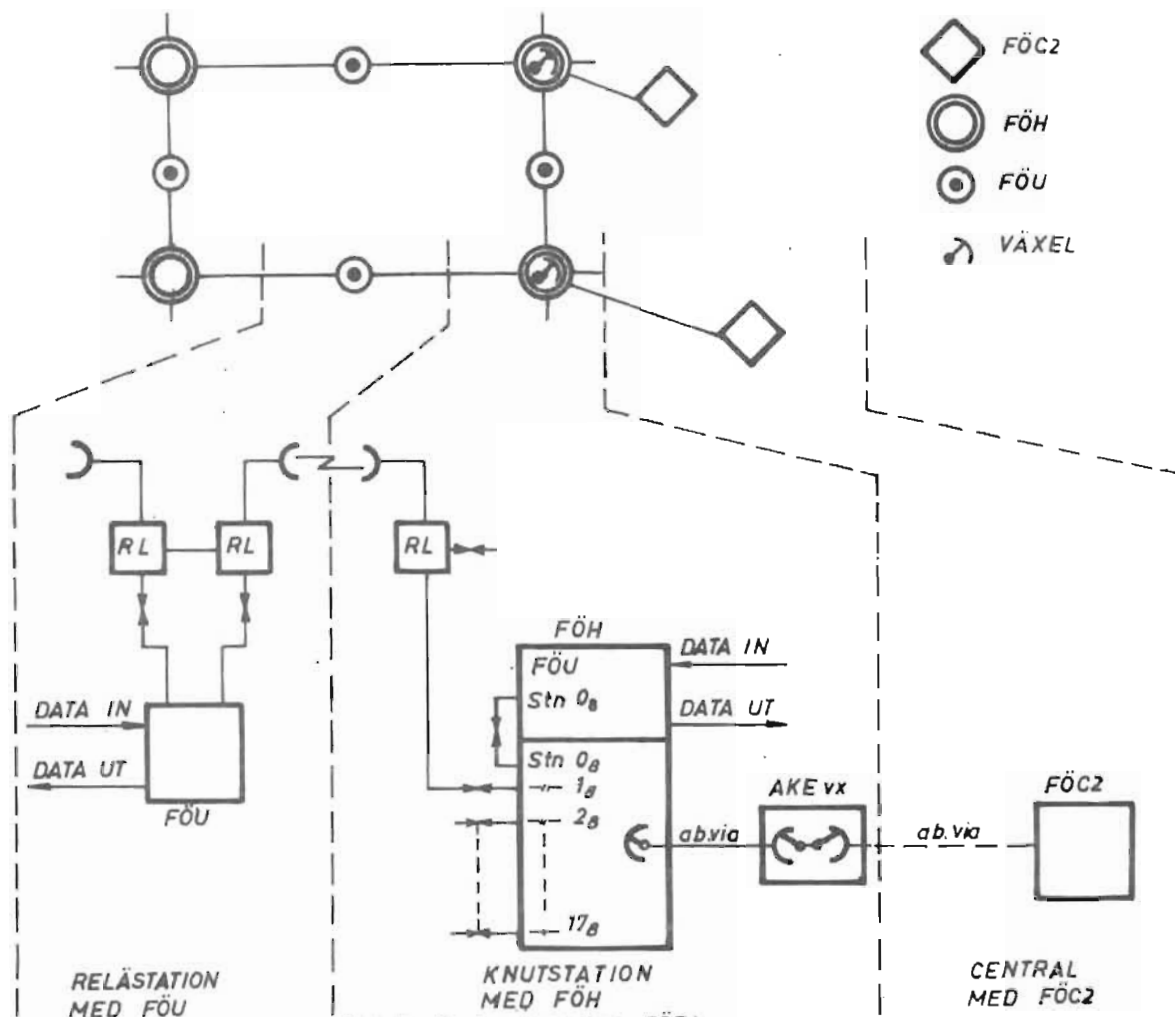 FÖC2
FÖH
FÖU
VÄXEL
RL
RL
RL
FÖH
FÖU
DATA IN
Stn 0₈
DATA IN
DATA UT
Stn 0₈
DATA UT
1₈
AKE vx
FÖC2
FÖU
2₈
ab.via
ab.via
17₈
RELÄSTATION
MED FÖU
KNUTSTATION
MED FÖH
CENTRAL
MED FÖC2